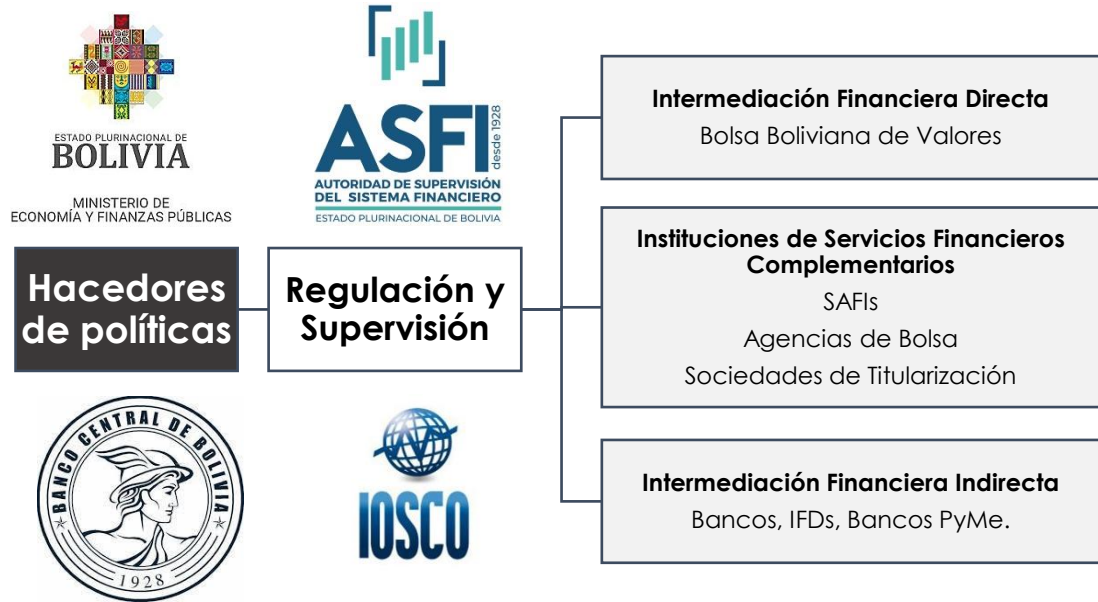 ESTADO PLURINACIONAL DE
BOLIVIA
MINISTERIO DE
ECONOMÍA Y FINANZAS PÚBLICAS
ASFI
desde 1928
AUTORIDAD DE SUPERVISIÓN
DEL SISTEMA FINANCIERO
ESTADO PLURINACIONAL DE BOLIVIA
Hacedores
de políticas
Regulación y
Supervisión
BANCO CENTRAL DE BOLIVIA
1928
IOSCO
Intermediación Financiera Directa
Bolsa Boliviana de Valores
Instituciones de Servicios Financieros
Complementarios
SAFIs
Agencias de Bolsa
Sociedades de Titularización
Intermediación Financiera Indirecta
Bancos, IFDs, Bancos PyMe.